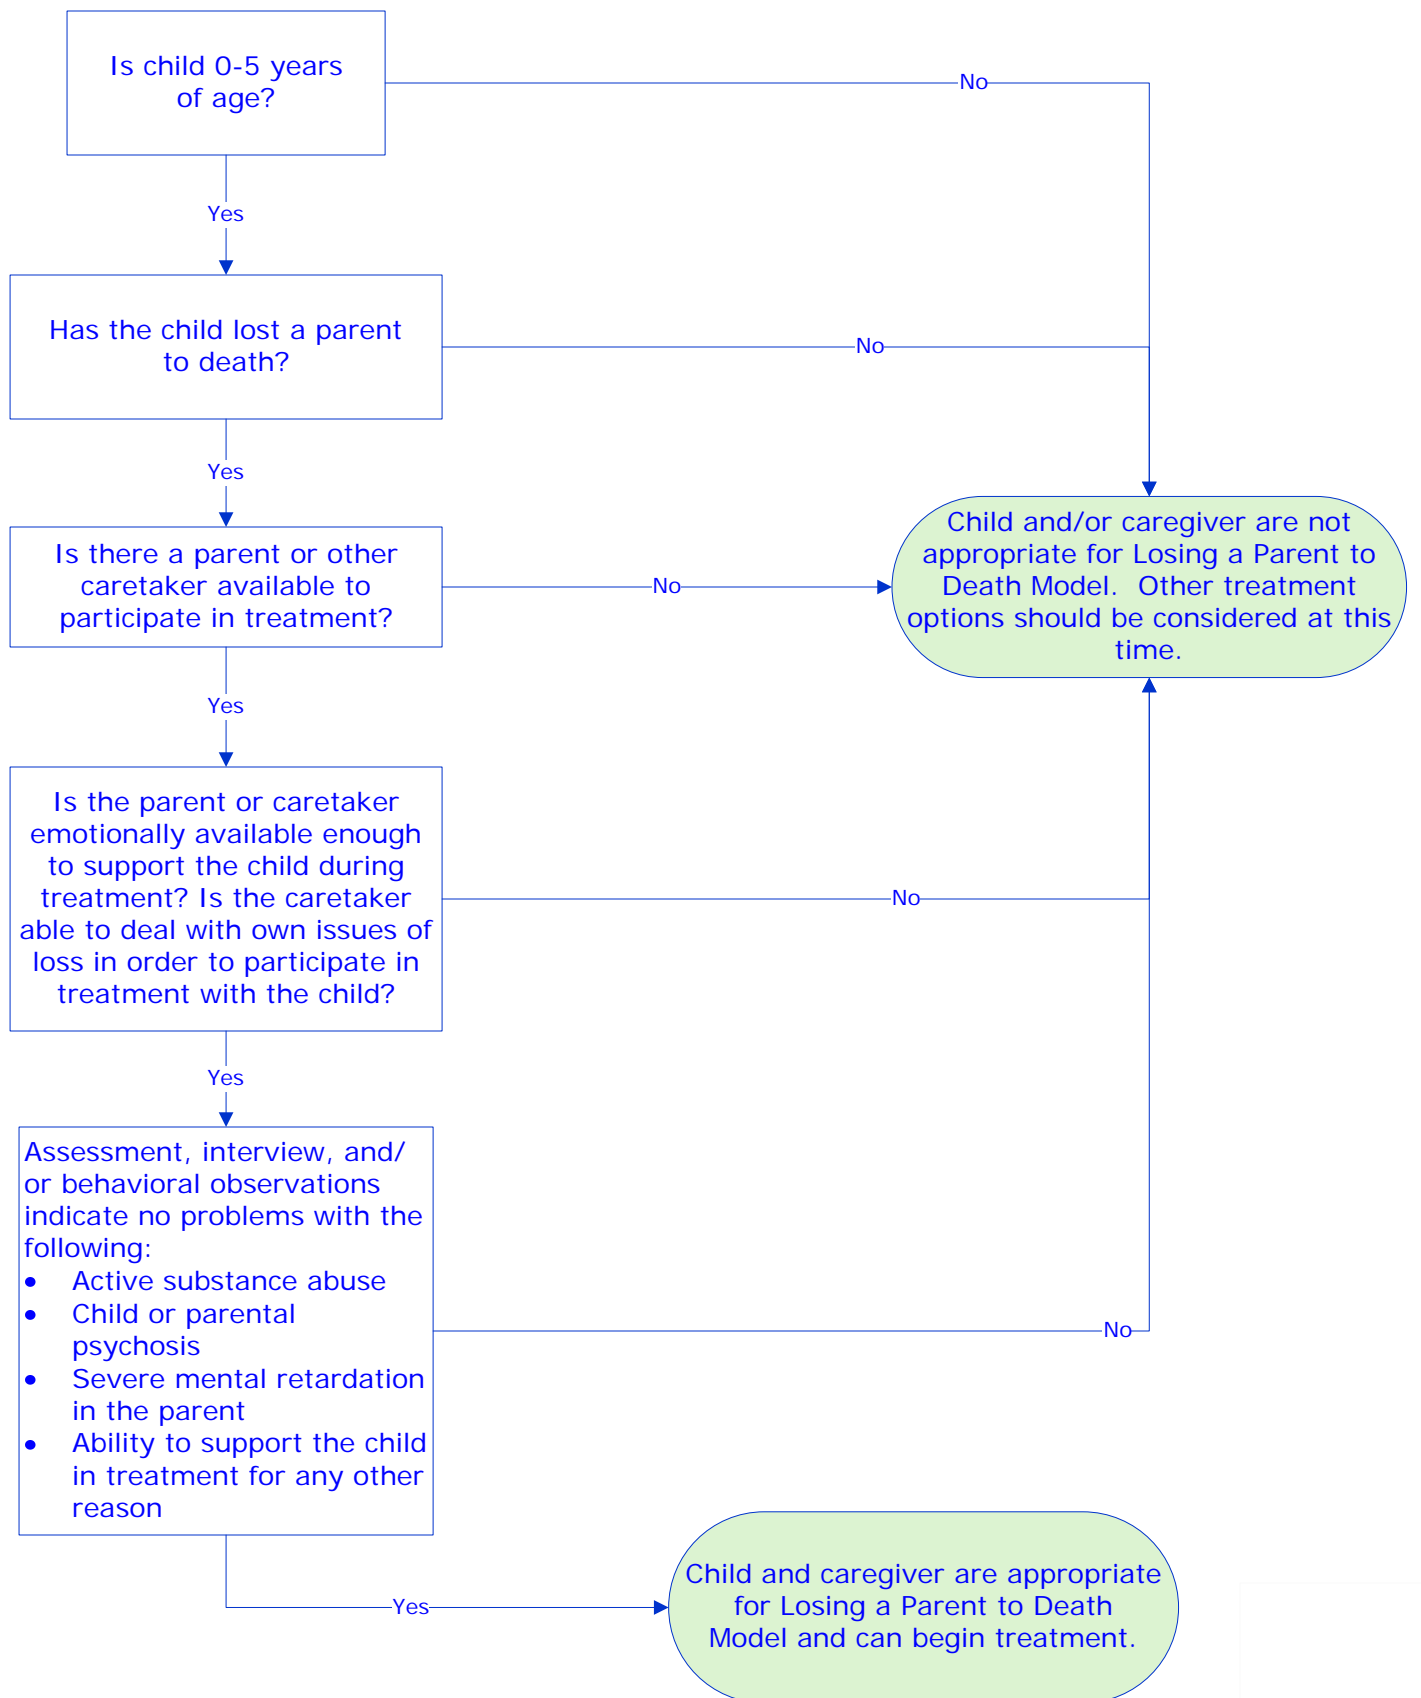 Is child 0-5 years
of age?
No
Yes
Has the child lost a parent
to death?
No
Yes
Is there a parent or other
caretaker available to
participate in treatment?
No
Child and/or caregiver are not
appropriate for Losing a Parent to
Death Model.  Other treatment
options should be considered at this
time.
Yes
Is the parent or caretaker
emotionally available enough
to support the child during
treatment? Is the caretaker
able to deal with own issues of
loss in order to participate in
treatment with the child?
No
Yes
Assessment, interview, and/
or behavioral observations
indicate no problems with the
following:
• Active substance abuse
• Child or parental
psychosis
• Severe mental retardation
in the parent
• Ability to support the child
in treatment for any other
reason
No
Yes
Child and caregiver are appropriate
for Losing a Parent to Death
Model and can begin treatment.